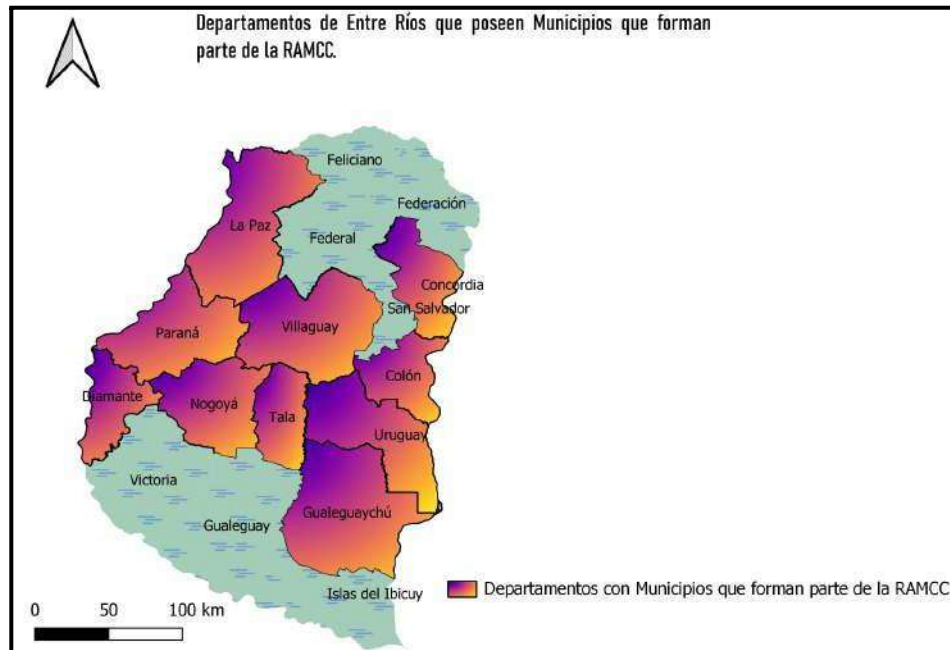 Departamentos de Entre Ríos que poseen Municipios que forman
parte de la RAMCC.
Feliciano
Federación
La Paz
Federal
Concordia
San Salvador
Paraná
Villaguay
Colón
Diamante
Nogoyá
Tala
Uruguay
Victoria
Gualeguay
Gualeguaychú
Islas del Ibicuy
Departamentos con Municipios que forman parte de la RAMCC
0 50 100 km